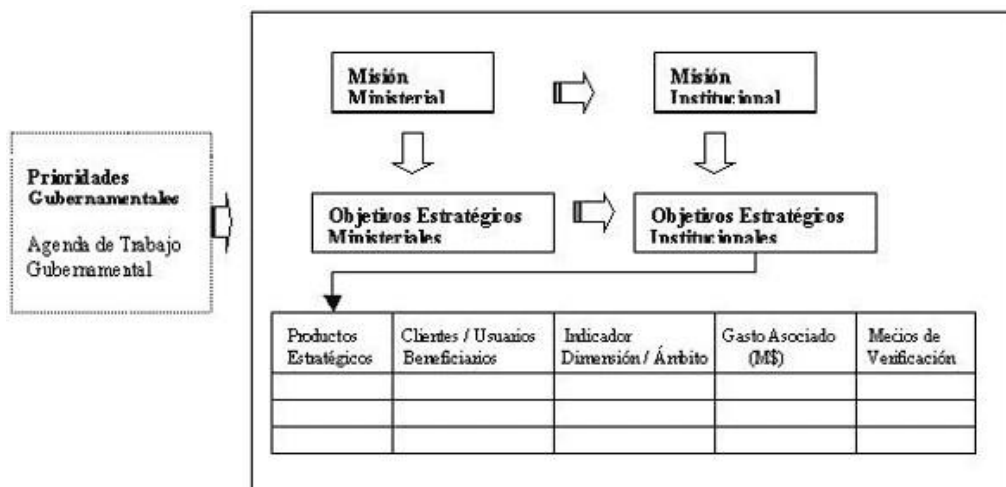 Misión
Ministerial
Misión
Institucional
Prioridades
Gubernamentales
Agenda de Trabajo
Gubernamental
Objetivos Estratégicos
Ministeriales
Objetivos Estratégicos
Institucionales
Productos
Estratégicos
Clientes / Usuarios
Beneficiarios
Indicador
Dimensión / Ámbito
Gasto Asociado
(M$)
Medios de
Verificación